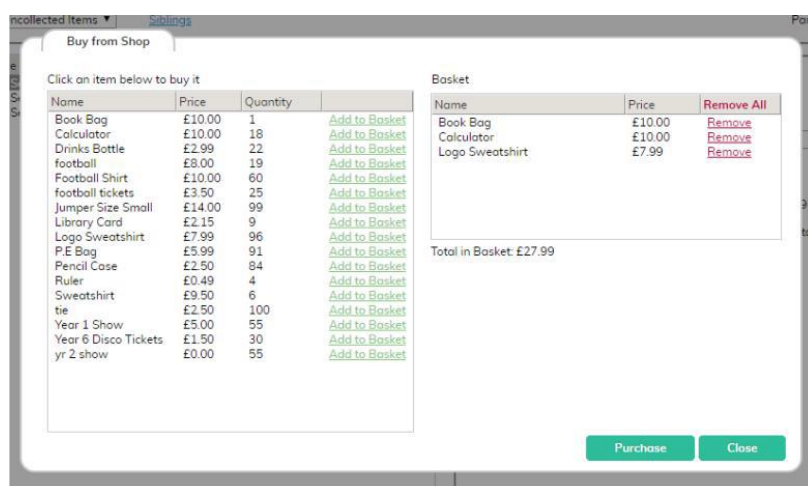 ncollected Items ▼ Siblings
Buy from Shop
Click an item below to buy it
Name Price Quantity
Book Bag £10.00 1 Add to Basket
Calculator £10.00 18 Add to Basket
Drinks Bottle £2.99 22 Add to Basket
football £8.00 19 Add to Basket
Football Shirt £10.00 60 Add to Basket
football tickets £3.50 25 Add to Basket
Jumper Size Small £14.00 99 Add to Basket
Library Card £2.15 9 Add to Basket
Logo Sweatshirt £7.99 96 Add to Basket
P.E Bag £5.99 91 Add to Basket
Pencil Case £2.50 84 Add to Basket
Ruler £0.49 4 Add to Basket
Sweatshirt £9.50 6 Add to Basket
tie £2.50 100 Add to Basket
Year 1 Show £5.00 55 Add to Basket
Year 6 Disco Tickets £1.50 30 Add to Basket
yr 2 show £0.00 55 Add to Basket
Basket
Name Price Remove All
Book Bag £10.00 Remove
Calculator £10.00 Remove
Logo Sweatshirt £7.99 Remove
Total in Basket: £27.99
Purchase Close